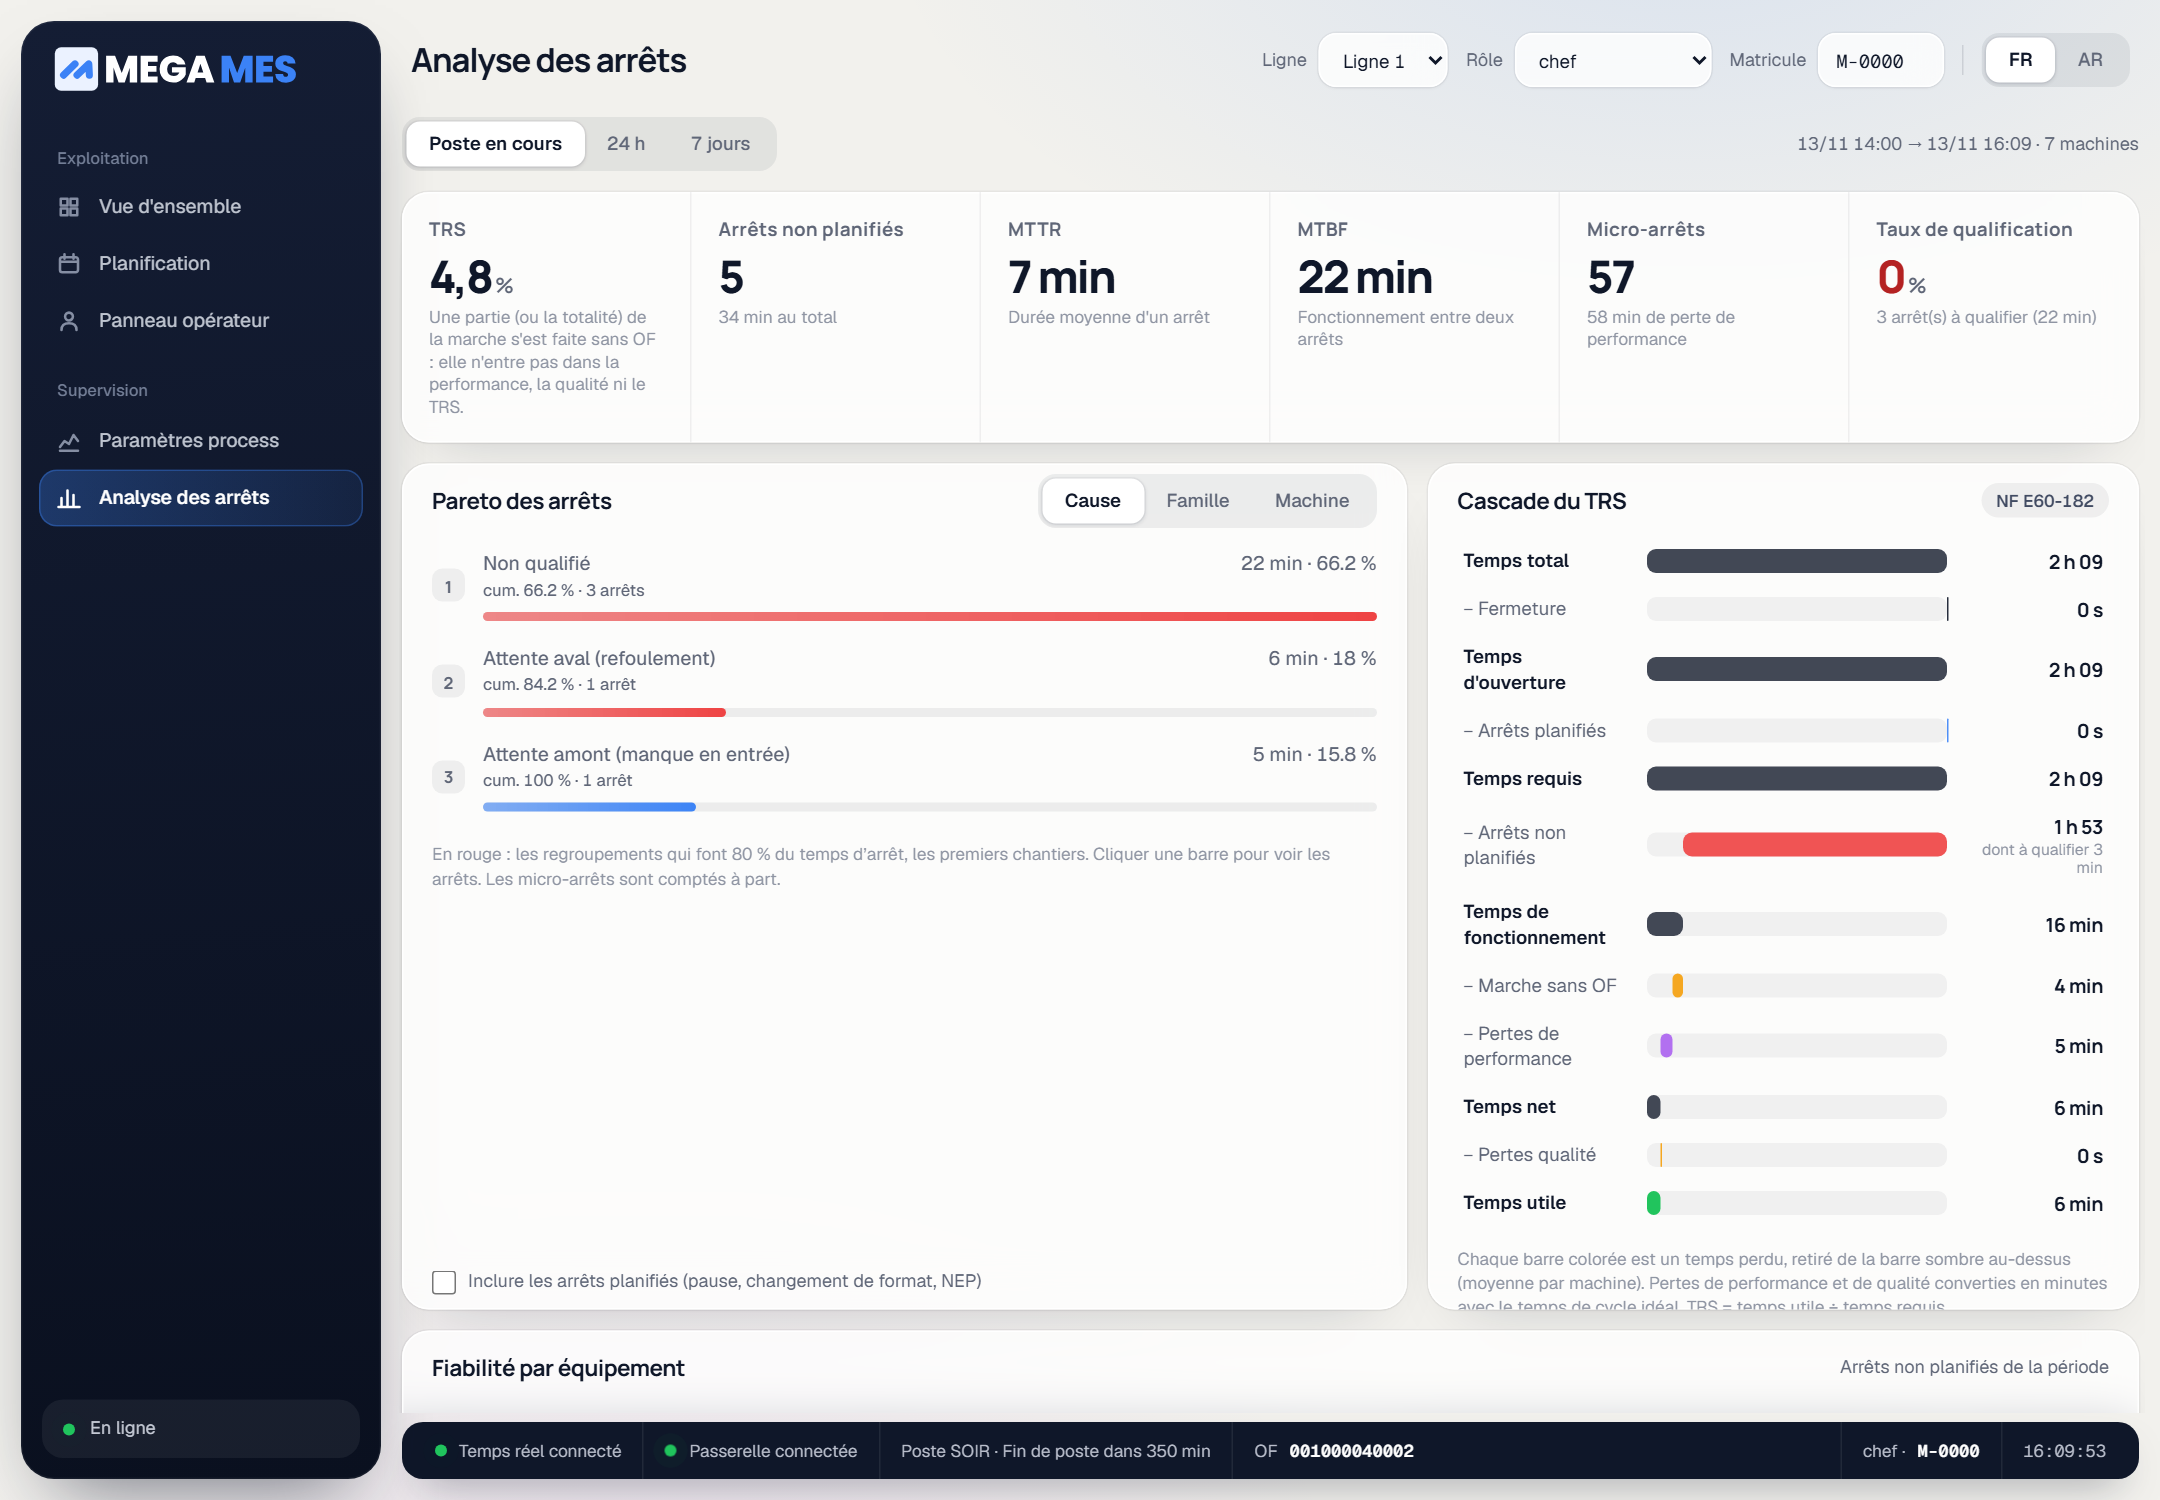 MEGA MES
Exploitation
Vue d'ensemble
Planification
Panneau opérateur
Supervision
Paramètres process
Analyse des arrêts
En ligne
Analyse des arrêts
Ligne Ligne 1 Rôle chef Matricule M-0000 FR AR
Poste en cours 24 h 7 jours
13/11 14:00 → 13/11 16:09 · 7 machines
TRS
4,8 %
Une partie (ou la totalité) de
la marche s'est faite sans OF
: elle n'entre pas dans la
performance, la qualité ni le
TRS.
Arrêts non planifiés
5
34 min au total
MTTR
7 min
Durée moyenne d'un arrêt
MTBF
22 min
Fonctionnement entre deux
arrêts
Micro-arrêts
57
58 min de perte de
performance
Taux de qualification
0 %
3 arrêt(s) à qualifier (22 min)
Pareto des arrêts
Cause Famille Machine
1
Non qualifié 22 min · 66.2 %
cum. 66.2 % · 3 arrêts
2
Attente aval (refoulement) 6 min · 18 %
cum. 84.2 % · 1 arrêt
3
Attente amont (manque en entrée) 5 min · 15.8 %
cum. 100 % · 1 arrêt
En rouge : les regroupements qui font 80 % du temps d’arrêt, les premiers chantiers. Cliquer une barre pour voir les
arrêts. Les micro-arrêts sont comptés à part.
Inclure les arrêts planifiés (pause, changement de format, NEP)
Cascade du TRS
NF E60-182
Temps total 2 h 09
– Fermeture 0 s
Temps
d'ouverture 2 h 09
– Arrêts planifiés 0 s
Temps requis 2 h 09
– Arrêts non
planifiés
1 h 53
dont à qualifier 3
min
Temps de
fonctionnement 16 min
– Marche sans OF 4 min
– Pertes de
performance 5 min
Temps net 6 min
– Pertes qualité 0 s
Temps utile 6 min
Chaque barre colorée est un temps perdu, retiré de la barre sombre au-dessus
(moyenne par machine). Pertes de performance et de qualité converties en minutes
avec le temps de cycle idéal. TRS = temps utile ÷ temps requis.
Fiabilité par équipement
Arrêts non planifiés de la période
Temps réel connecté
Passerelle connectée
Poste SOIR · Fin de poste dans 350 min
OF 001000040002
chef · M-0000
16:09:53